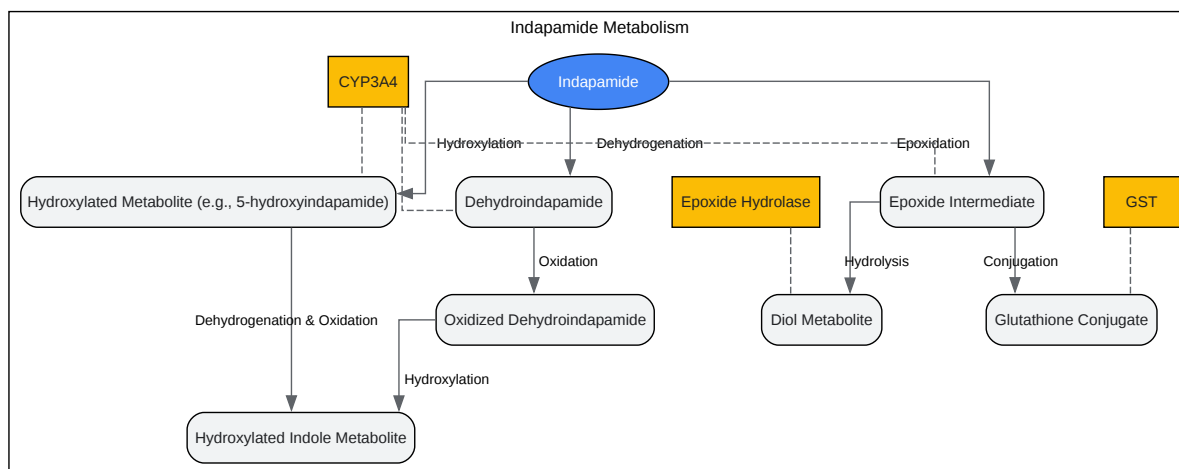 Indapamide Metabolism
CYP3A4
Indapamide
Hydroxylation
Dehydrogenation
Epoxidation
Hydroxylated Metabolite (e.g., 5-hydroxyindapamide)
Dehydroindapamide
Epoxide Hydrolase
Epoxide Intermediate
GST
Oxidation
Hydrolysis
Conjugation
Dehydrogenation & Oxidation
Oxidized Dehydroindapamide
Diol Metabolite
Glutathione Conjugate
Hydroxylation
Hydroxylated Indole Metabolite